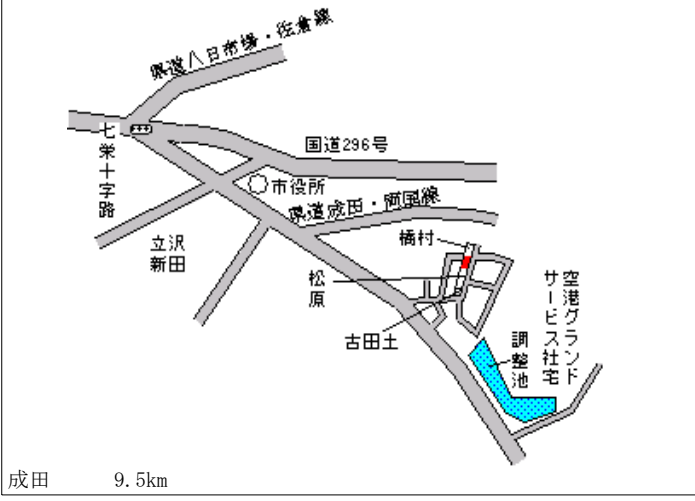 県道八日市場・佐倉線
七栄十字路
国道296号
市役所
県道成田・両国線
立沢
新田
橋村
松原
古田土
空港グランド
サービス社宅
調整池
成田 9.5km